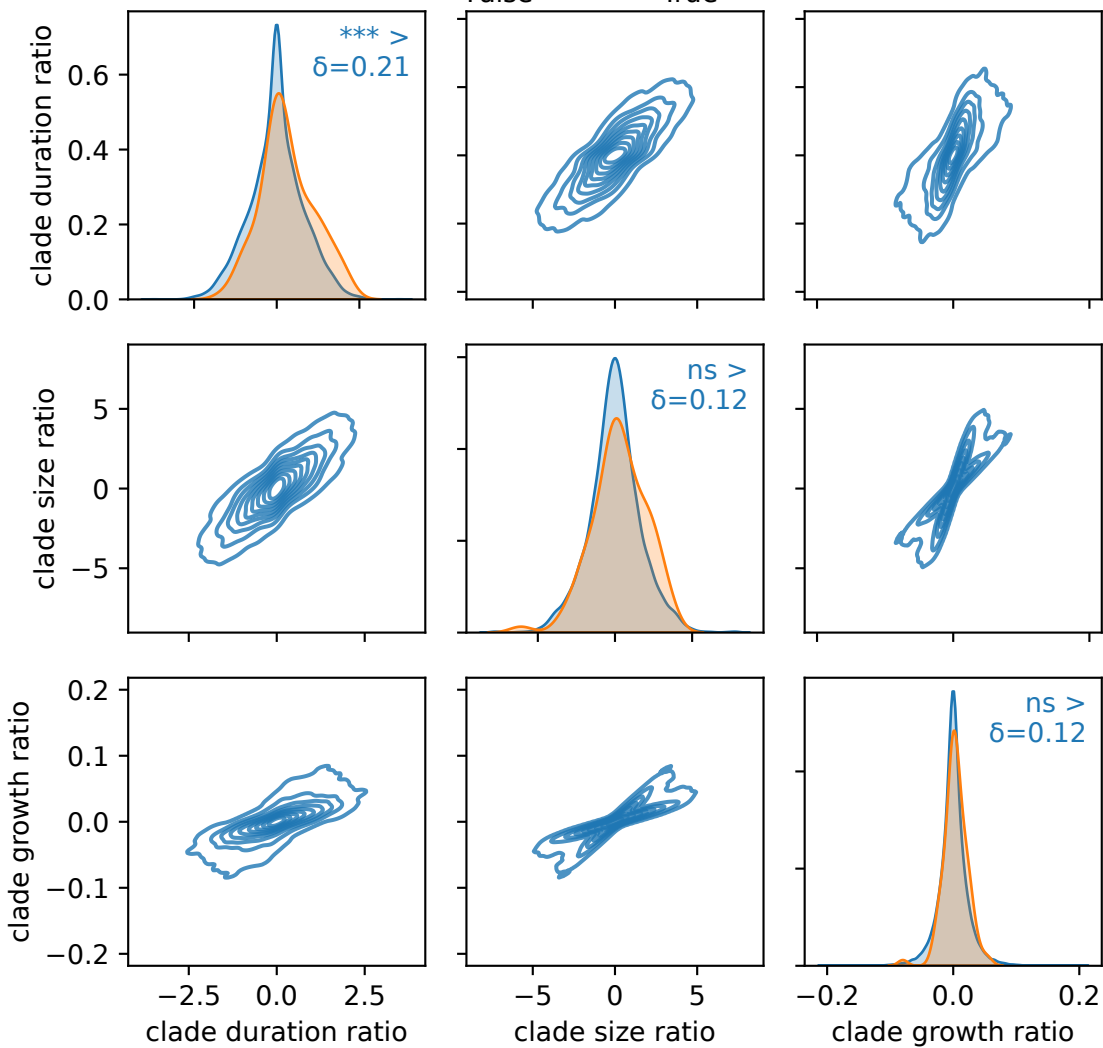 False True
*** >
δ=0.21
clade duration ratio
0.6
0.4
0.2
0.0
ns >
δ=0.12
clade size ratio
5
0
−5
ns >
δ=0.12
clade growth ratio
0.2
0.1
0.0
−0.1
−0.2
−2.5 0.0 2.5
−5 0 5
−0.2 0.0 0.2
clade duration ratio
clade size ratio
clade growth ratio